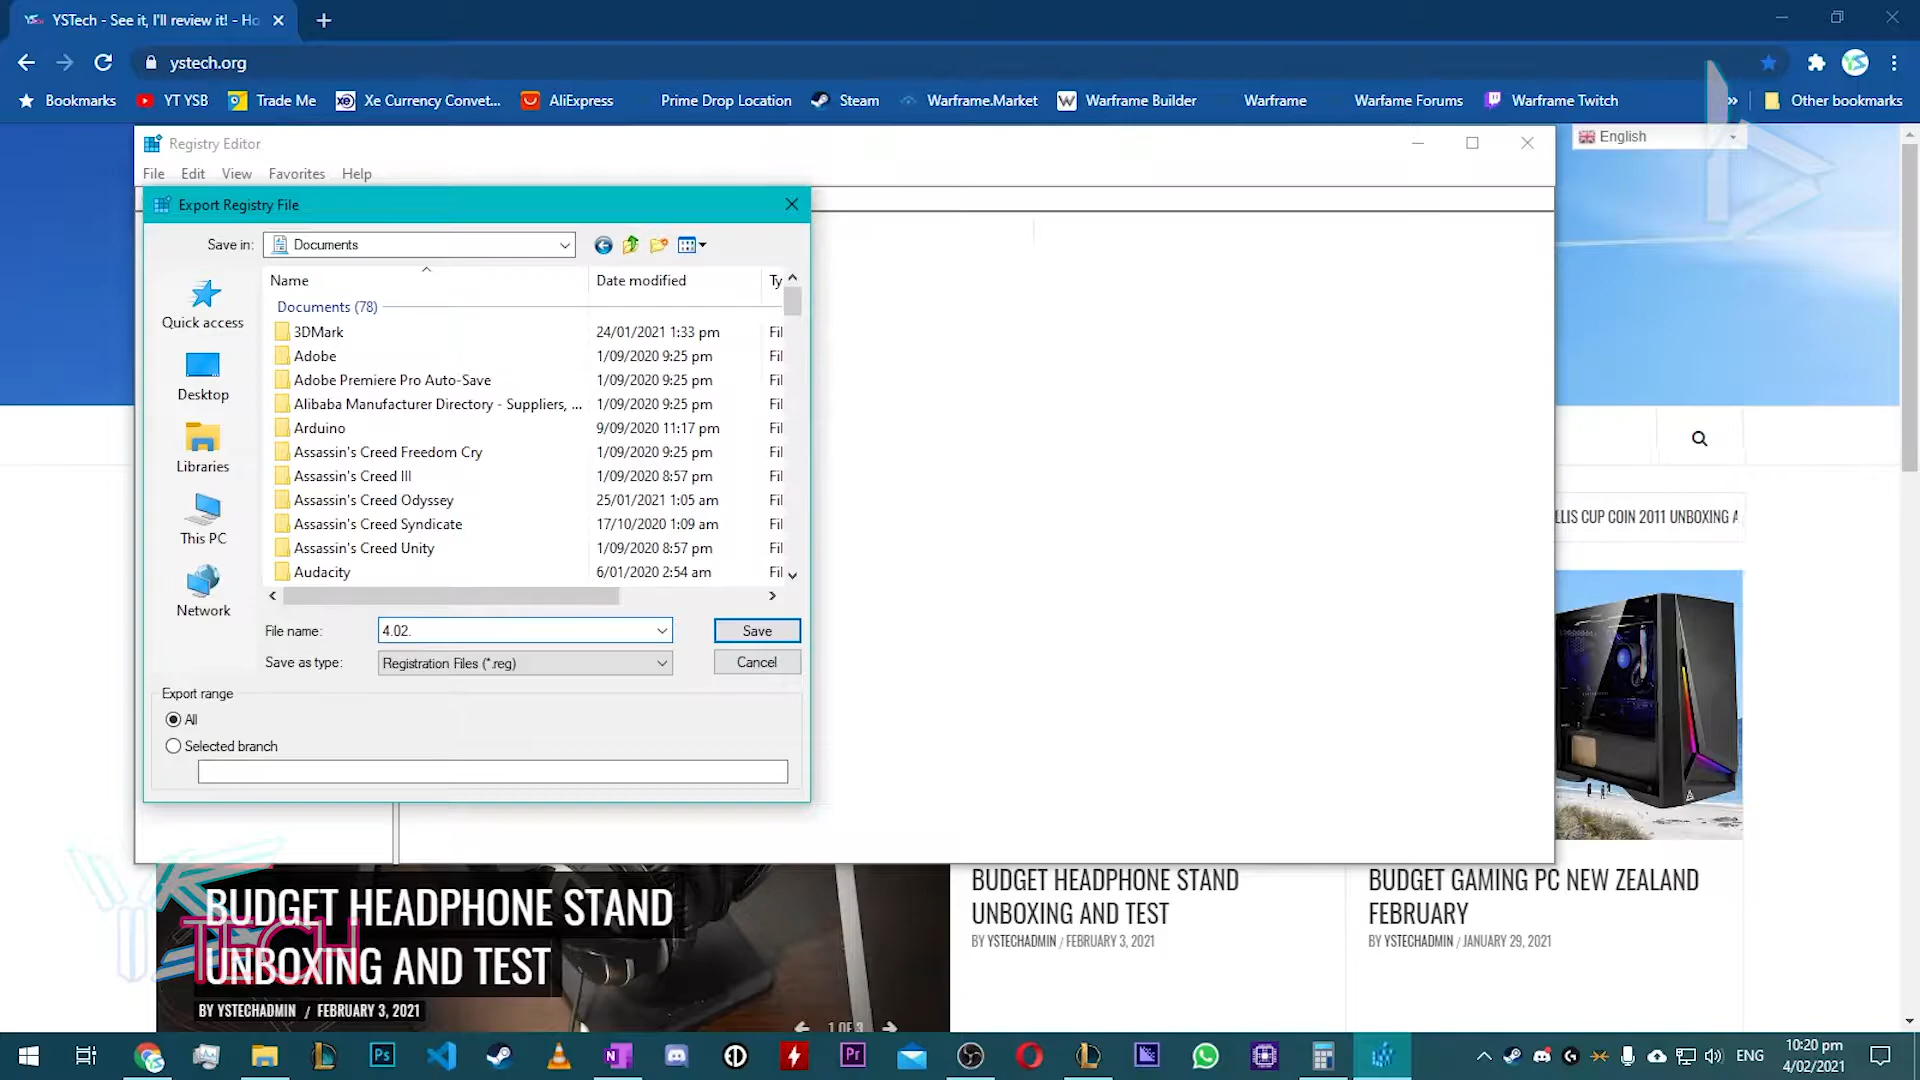 YSTech - See it, I'll review it! - Ho
ystech.org
Bookmarks
YT YSB
Trade Me
Xe Currency Convet...
AliExpress
Prime Drop Location
Steam
Warframe.Market
Warframe Builder
Warframe
Warfame Forums
Warframe Twitch
»
Other bookmarks
Registry Editor
English
File Edit View Favorites Help
Export Registry File
Save in: Documents
Name Date modified Ty
Documents (78)
3DMark 24/01/2021 1:33 pm Fil
Adobe 1/09/2020 9:25 pm Fil
Adobe Premiere Pro Auto-Save 1/09/2020 9:25 pm Fil
Alibaba Manufacturer Directory - Suppliers, ... 1/09/2020 9:25 pm Fil
Arduino 9/09/2020 11:17 pm Fil
Assassin's Creed Freedom Cry 1/09/2020 9:25 pm Fil
Assassin's Creed III 1/09/2020 8:57 pm Fil
Assassin's Creed Odyssey 25/01/2021 1:05 am Fil
Assassin's Creed Syndicate 17/10/2020 1:09 am Fil
Assassin's Creed Unity 1/09/2020 8:57 pm Fil
Audacity 6/01/2020 2:54 am Fil
Quick access
Desktop
Libraries
This PC
Network
File name: 4.02. Save
Save as type: Registration Files (*.reg) Cancel
Export range
All
Selected branch
LLIS CUP COIN 2011 UNBOXING A
BUDGET HEADPHONE STAND
UNBOXING AND TEST
BY YSTECHADMIN / FEBRUARY 3, 2021
1 OF 3
YS
TECH
BUDGET HEADPHONE STAND
UNBOXING AND TEST
BY YSTECHADMIN / FEBRUARY 3, 2021
BUDGET GAMING PC NEW ZEALAND
FEBRUARY
BY YSTECHADMIN / JANUARY 29, 2021
ENG
10:20 pm
4/02/2021